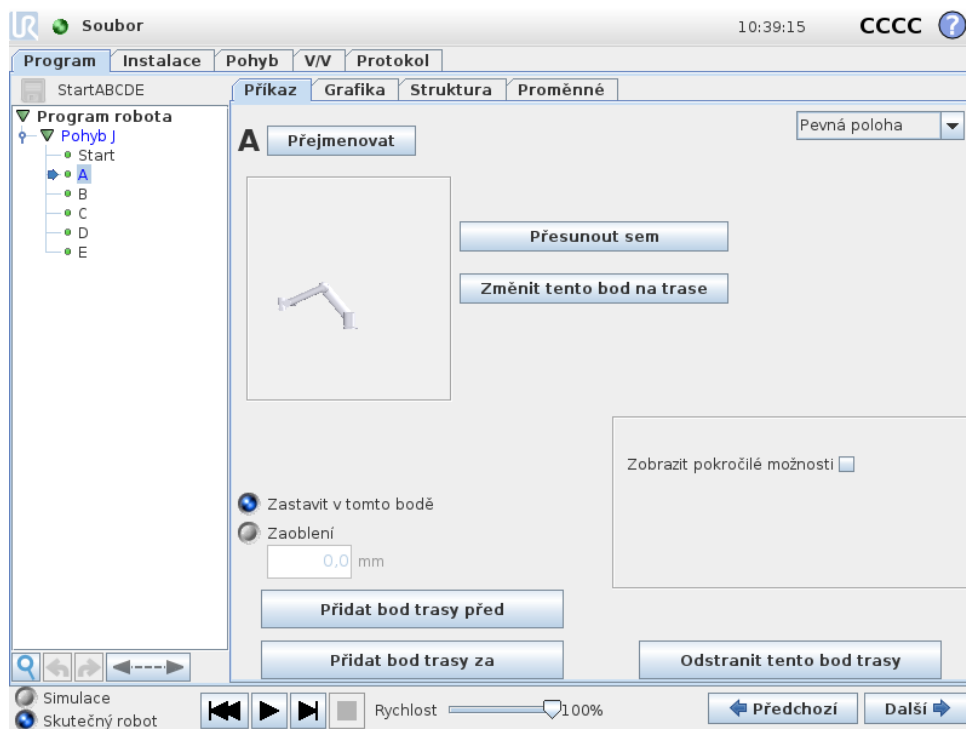 UR Soubor 10:39:15 CCCC ?
Program Instalace Pohyb V/V Protokol
StartABCDE Příkaz Grafika Struktura Proměnné
Program robota
Pohyb J
Start
A
B
C
D
E
A Přejmenovat
Pevná poloha
Přesunout sem
Změnit tento bod na trase
Zobrazit pokročilé možnosti
Zastavit v tomto bodě
Zaoblení
0,0 mm
Přidat bod trasy před
Přidat bod trasy za
Odstranit tento bod trasy
Simulace
Skutečný robot
Rychlost 100%
Předchozí Další